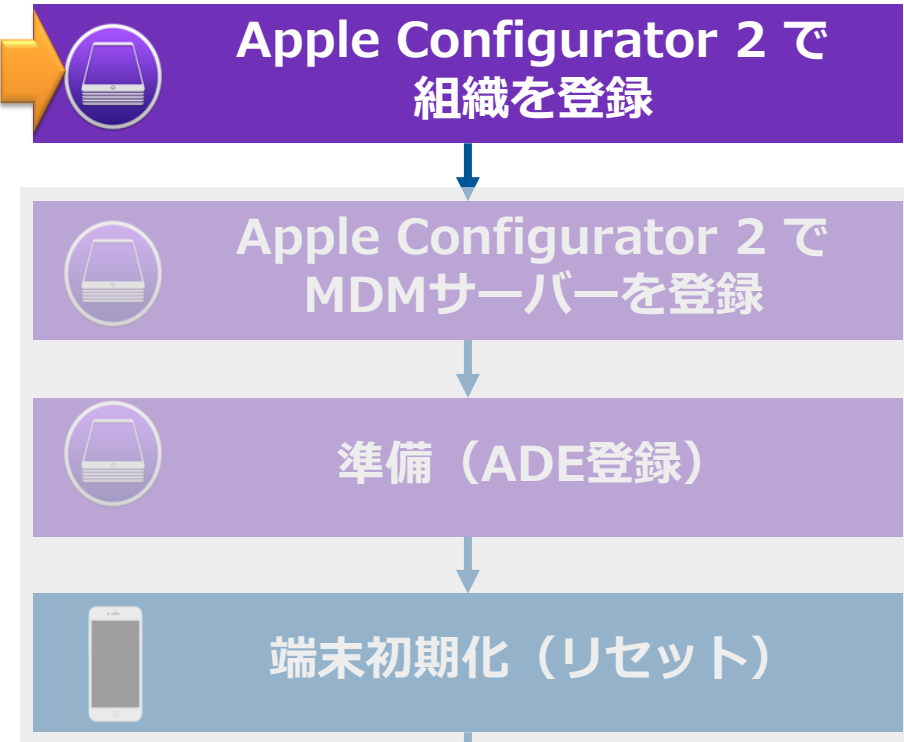 Apple Configurator 2 で
組織を登録
Apple Configurator 2 で
MDMサーバーを登録
準備（ADE登録）
端末初期化（リセット）